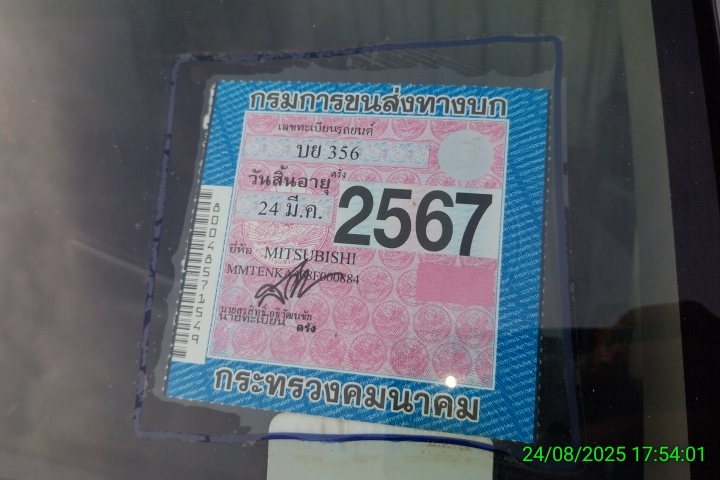 กรมการขนส่งทางบก
เลขทะเบียนรถยนต์
บย 356
ตรัง
วันสิ้นอายุ
24 มี.ค. 2567
ยี่ห้อ MITSUBISHI
นายทะเบียน ตรัง
80048571549
กระทรวงคมนาคม
24/08/2025 17:54:01